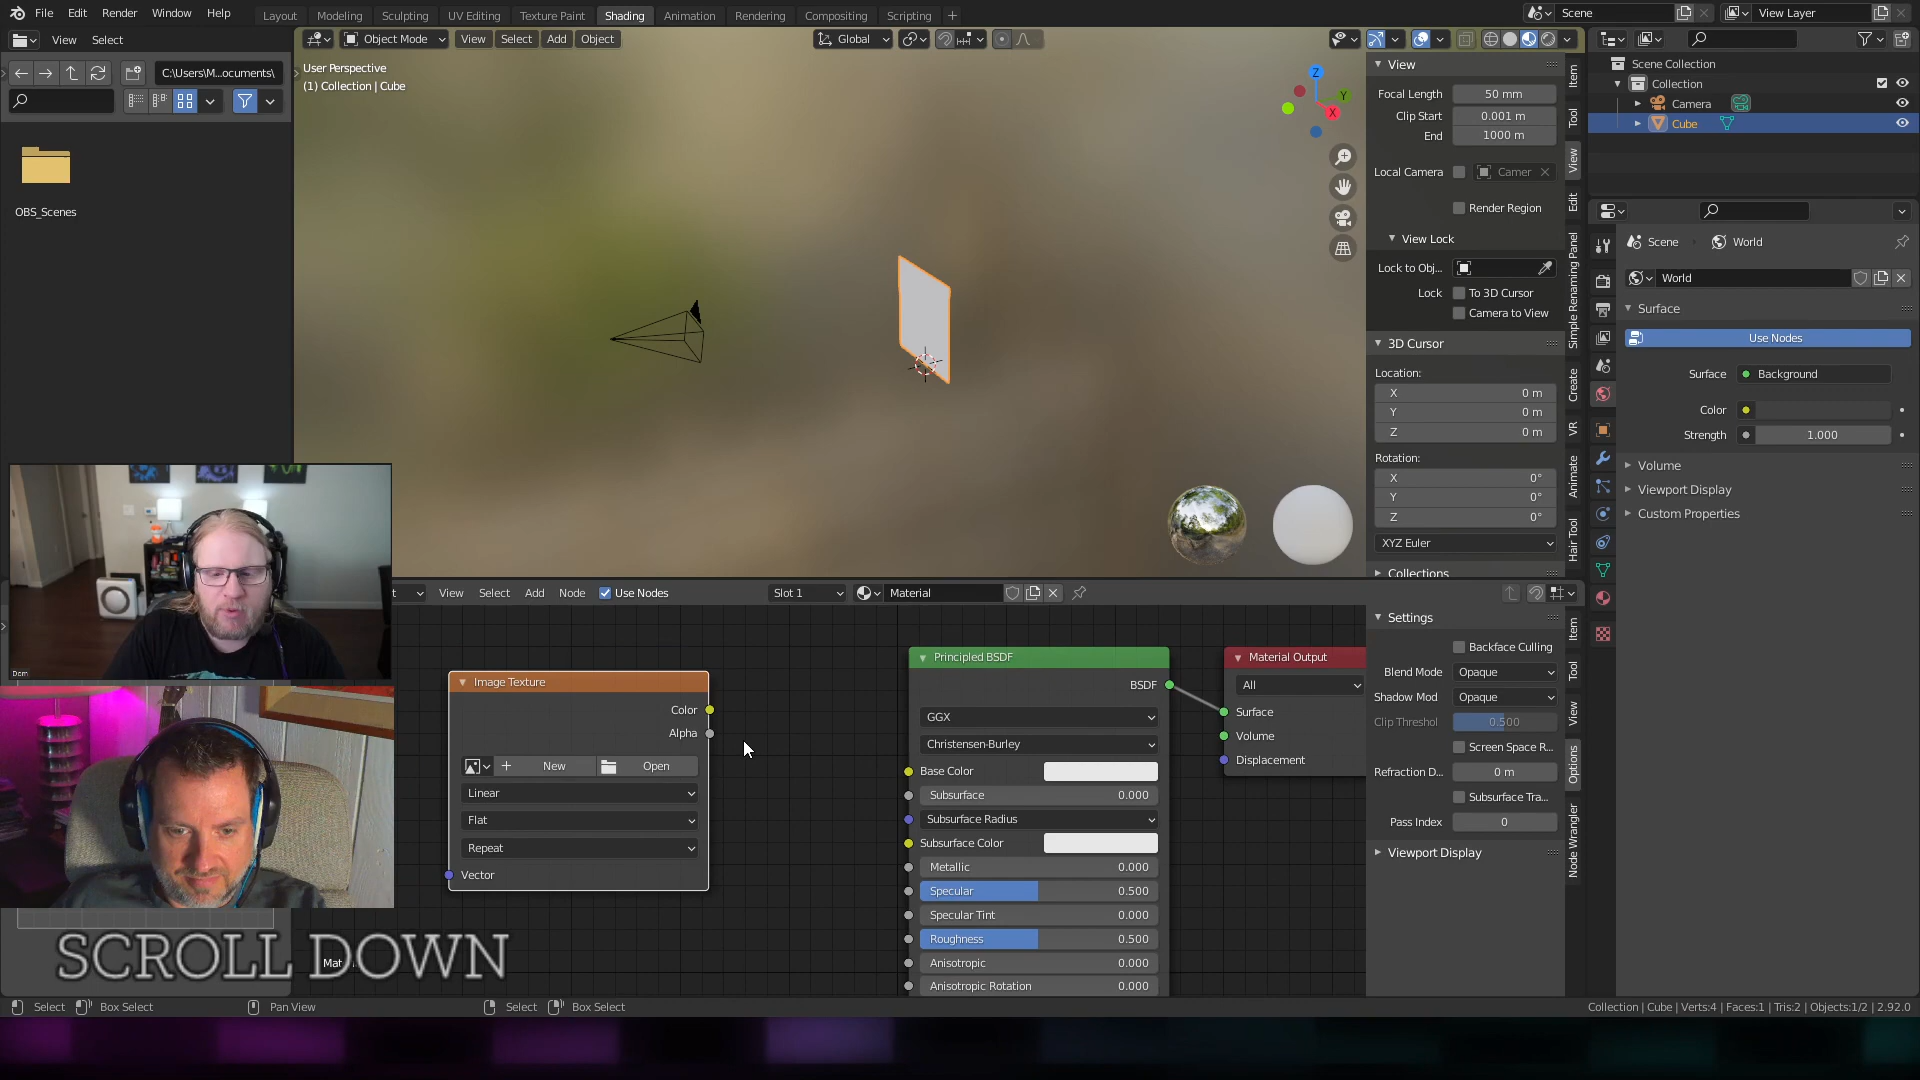 File Edit Render Window Help Layout Modeling Sculpting UV Editing Texture Paint Shading Animation Rendering Compositing Scripting + Scene View Layer
View Select Object Mode View Select Add Object Global
C:\Users\M...ocuments\
OBS_Scenes
User Perspective
(1) Collection | Cube
Z
Y
X
View
Focal Length 50 mm
Clip Start 0.001 m
End 1000 m
Local Camera Camer
Render Region
View Lock
Lock to Obj...
Lock To 3D Cursor
Camera to View
3D Cursor
Location:
X 0 m
Y 0 m
Z 0 m
Rotation:
X 0°
Y 0°
Z 0°
XYZ Euler
Collections
Item
Tool
View
Edit
Simple Renaming Panel
Create
VR
Animate
Hair Tool
Scene Collection
Collection
Camera
Cube
Scene World
World
Surface
Use Nodes
Surface Background
Color
Strength 1.000
Volume
Viewport Display
Custom Properties
t View Select Add Node Use Nodes Slot 1 Material
Image Texture
Color
Alpha
New Open
Linear
Flat
Repeat
Vector
Principled BSDF
BSDF
GGX
Christensen-Burley
Base Color
Subsurface 0.000
Subsurface Radius
Subsurface Color
Metallic 0.000
Specular 0.500
Specular Tint 0.000
Roughness 0.500
Anisotropic 0.000
Anisotropic Rotation 0.000
Material Output
All
Surface
Volume
Displacement
Settings
Backface Culling
Blend Mode Opaque
Shadow Mod Opaque
Clip Threshol 0.500
Screen Space R...
Refraction D... 0 m
Subsurface Tra...
Pass Index 0
Viewport Display
Item
Tool
View
Options
Node Wrangler
SCROLL DOWN
Select Box Select Pan View Select Box Select Collection | Cube | Verts:4 | Faces:1 | Tris:2 | Objects:1/2 | 2.92.0